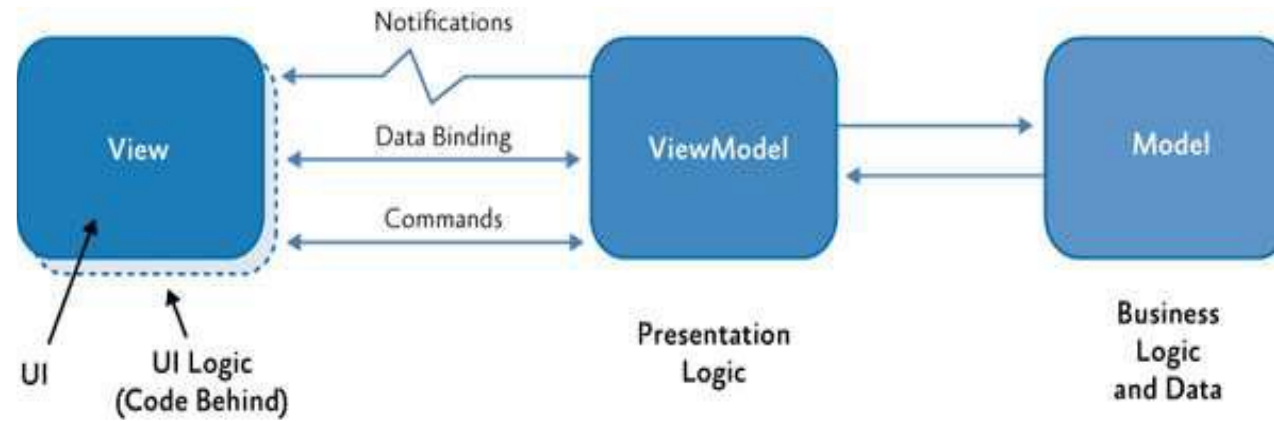 Notifications
View
Data Binding
ViewModel
Model
Commands
UI
UI Logic
(Code Behind)
Presentation
Logic
Business
Logic
and Data